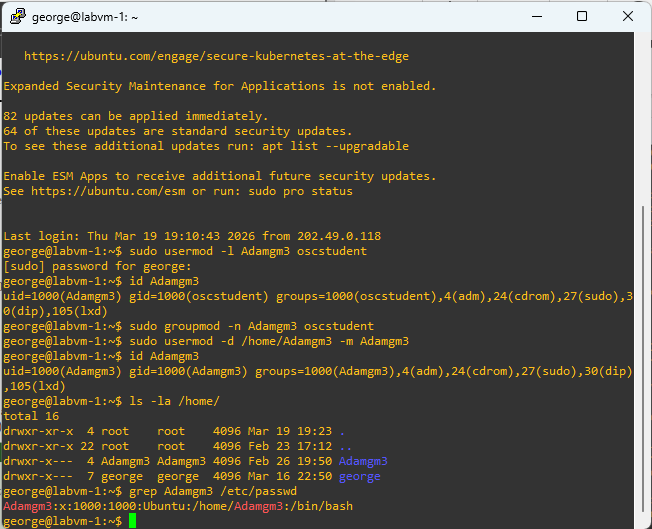 george@labvm-1: ~
https://ubuntu.com/engage/secure-kubernetes-at-the-edge
Expanded Security Maintenance for Applications is not enabled.
82 updates can be applied immediately.
64 of these updates are standard security updates.
To see these additional updates run: apt list --upgradable
Enable ESM Apps to receive additional future security updates.
See https://ubuntu.com/esm or run: sudo pro status
Last login: Thu Mar 19 19:10:43 2026 from 202.49.0.118
george@labvm-1:~$ sudo usermod -l Adamgm3 oscstudent
[sudo] password for george:
george@labvm-1:~$ id Adamgm3
uid=1000(Adamgm3) gid=1000(oscstudent) groups=1000(oscstudent),4(adm),24(cdrom),27(sudo),3
0(dip),105(lxd)
george@labvm-1:~$ sudo groupmod -n Adamgm3 oscstudent
george@labvm-1:~$ sudo usermod -d /home/Adamgm3 -m Adamgm3
george@labvm-1:~$ id Adamgm3
uid=1000(Adamgm3) gid=1000(Adamgm3) groups=1000(Adamgm3),4(adm),24(cdrom),27(sudo),30(dip)
,105(lxd)
george@labvm-1:~$ ls -la /home/
total 16
drwxr-xr-x  4 root    root    4096 Mar 19 19:23 .
drwxr-xr-x 22 root    root    4096 Feb 23 17:12 ..
drwxr-x---  4 Adamgm3 Adamgm3 4096 Feb 26 19:50 Adamgm3
drwxr-x---  7 george  george  4096 Mar 16 22:50 george
george@labvm-1:~$ grep Adamgm3 /etc/passwd
Adamgm3:x:1000:1000:Ubuntu:/home/Adamgm3:/bin/bash
george@labvm-1:~$